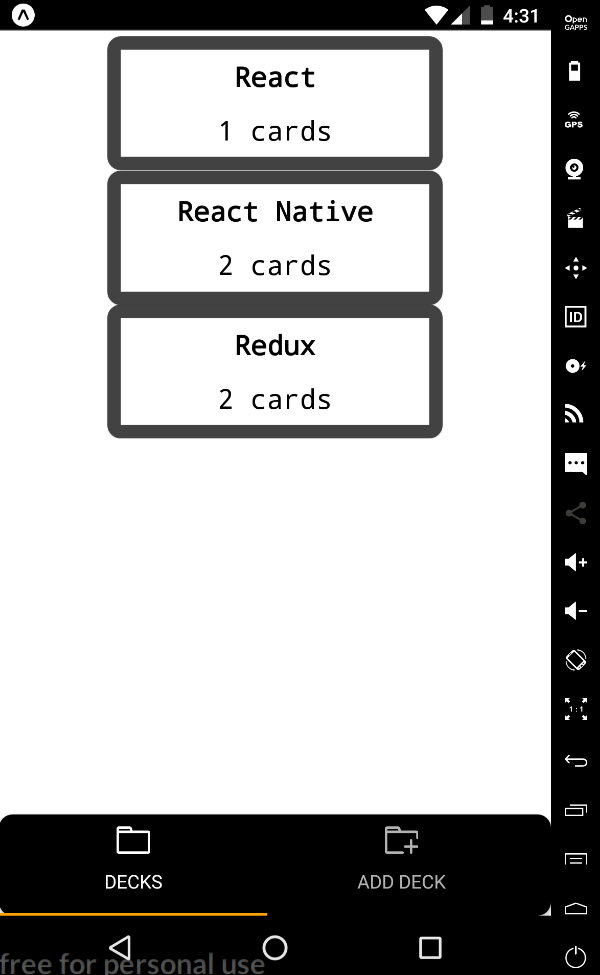 4:31
Open
GAPPS
React
1 cards
GPS
React Native
2 cards
ID
Redux
2 cards
1:1
DECKS
ADD DECK
free for personal use